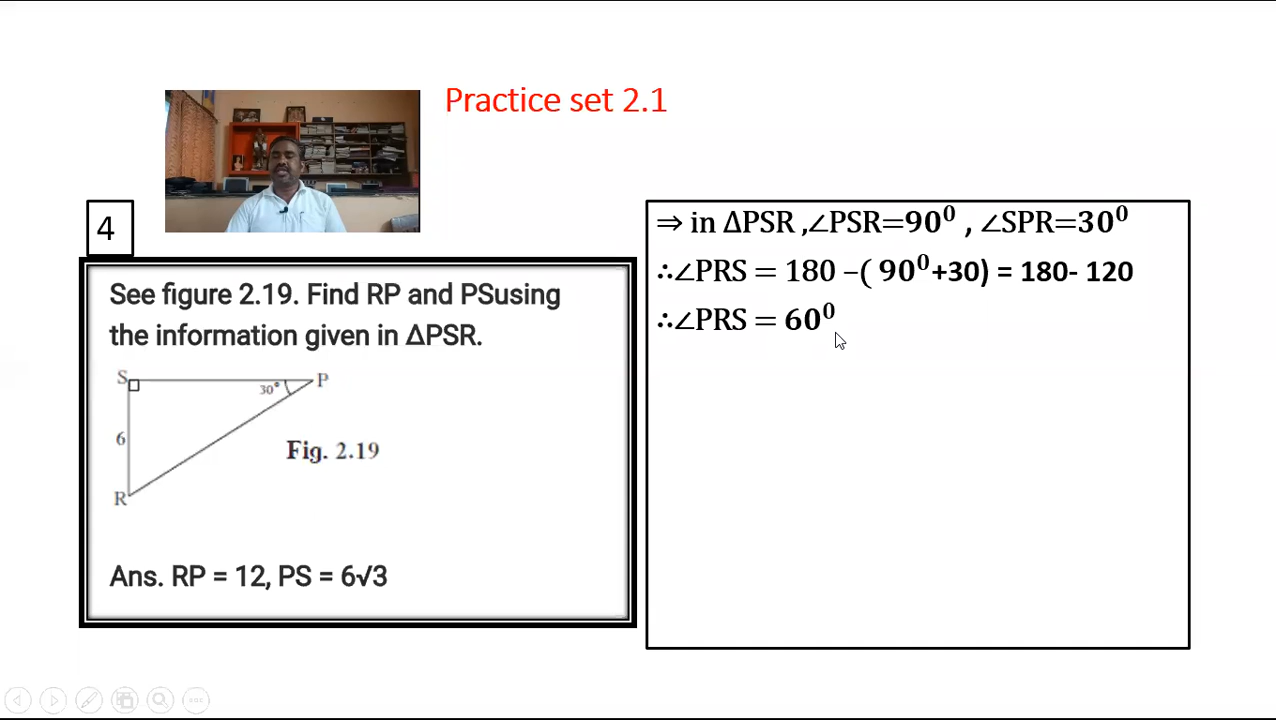 Practice set 2.1
4
See figure 2.19. Find RP and PSusing
the information given in ΔPSR.
S
30°
P
6
Fig. 2.19
R
Ans. RP = 12, PS = 6√3
⇒ in ΔPSR ,∠PSR=90⁰ , ∠SPR=30⁰
∴∠PRS = 180 –( 90⁰+30) = 180- 120
∴∠PRS = 60⁰